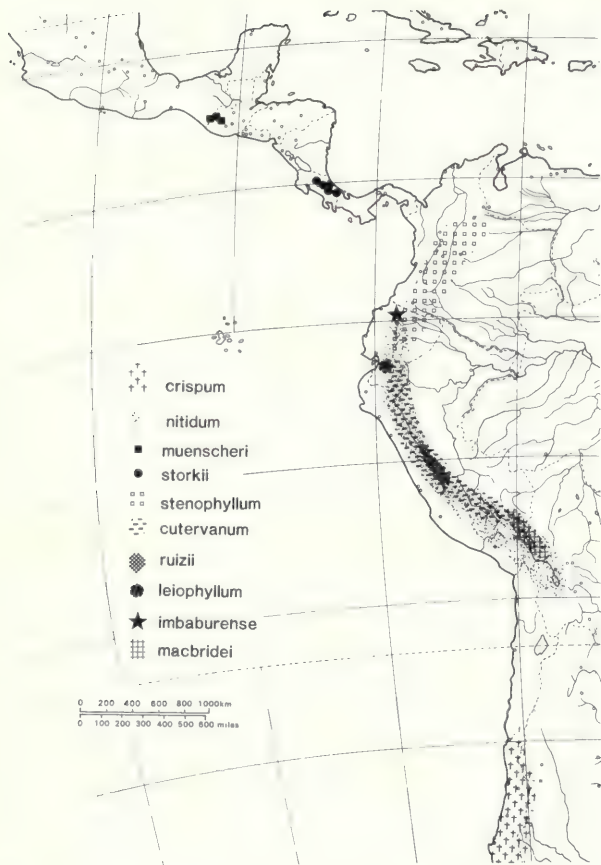 crispum
nitidum
muenscheri
storkii
stenophyllum
cutervanum
ruizii
leiophyllum
imbaburense
macbridei
0 200 400 600 800 1000km
0 100 200 300 400 500 600 miles